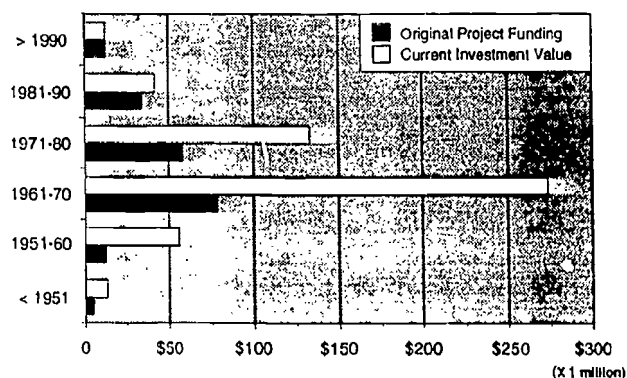 Original Project Funding
Current Investment Value
> 1990
1981-90
1971-80
1961-70
1951-60
< 1951
0 $50 $100 $150 $200 $250 $300
(X 1 million)